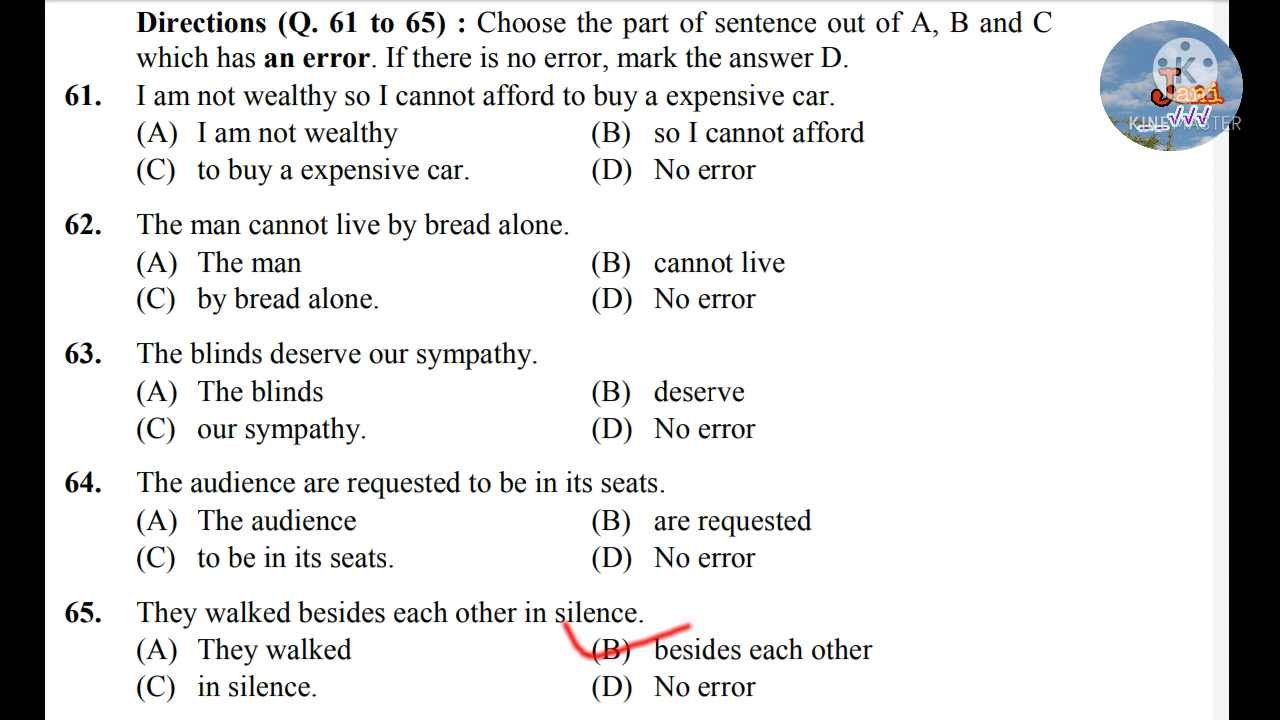 Directions (Q. 61 to 65) : Choose the part of sentence out of A, B and C
which has an error. If there is no error, mark the answer D.
61. I am not wealthy so I cannot afford to buy a expensive car.
(A) I am not wealthy (B) so I cannot afford
(C) to buy a expensive car. (D) No error
62. The man cannot live by bread alone.
(A) The man (B) cannot live
(C) by bread alone. (D) No error
63. The blinds deserve our sympathy.
(A) The blinds (B) deserve
(C) our sympathy. (D) No error
64. The audience are requested to be in its seats.
(A) The audience (B) are requested
(C) to be in its seats. (D) No error
65. They walked besides each other in silence.
(A) They walked (B) besides each other
(C) in silence. (D) No error
K
Jani
KINEMASTER